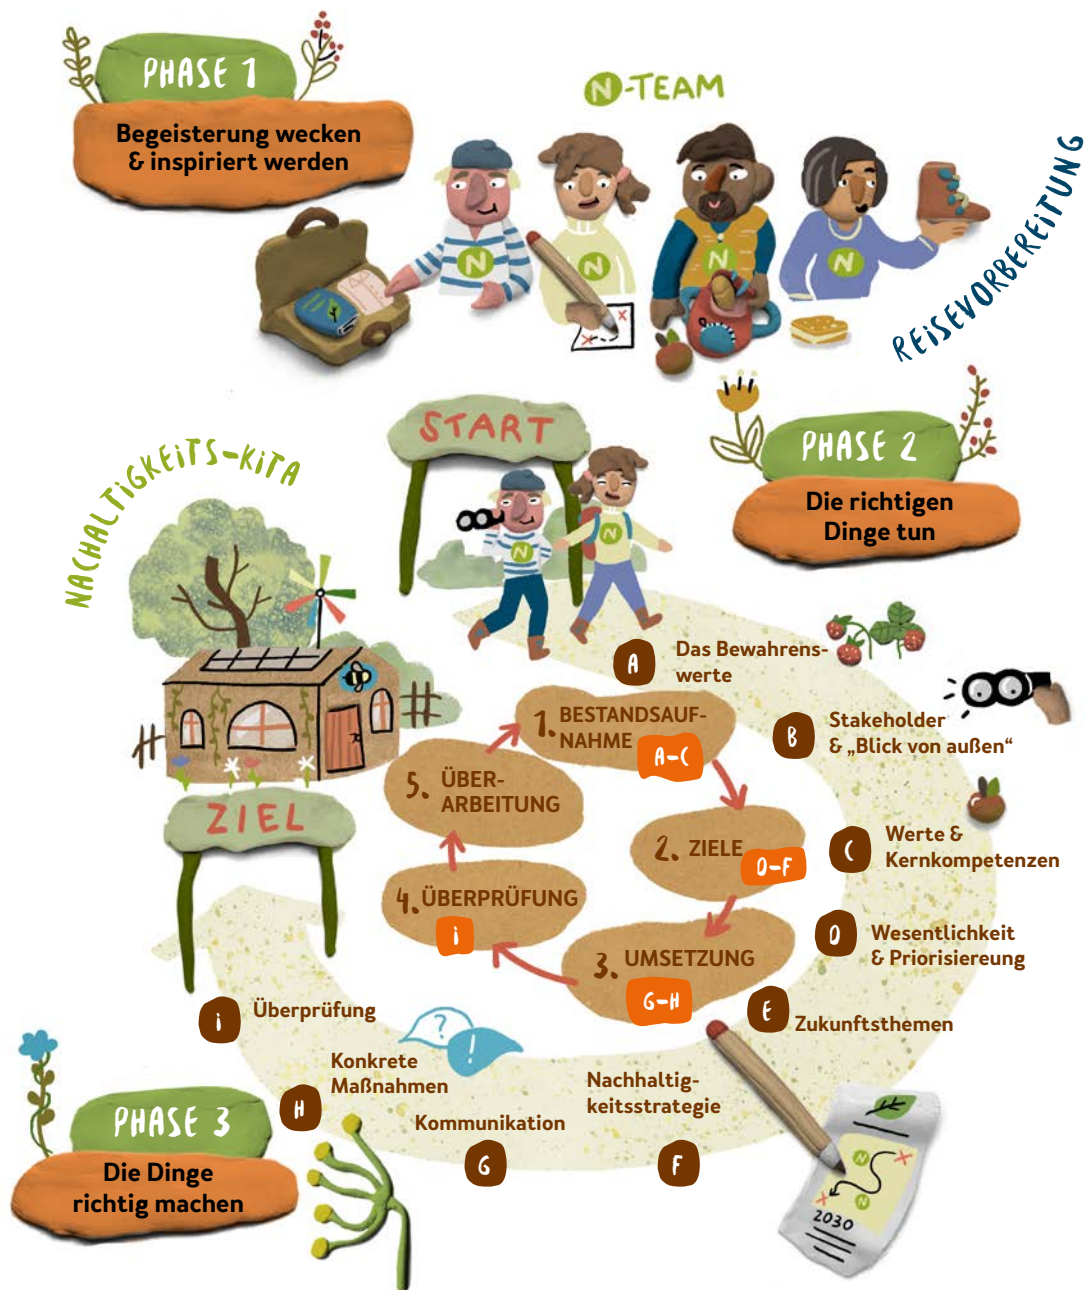 PHASE 1
Begeisterung wecken
& inspiriert werden
N-TEAM
N
N
N
N
REISEVORBEREITUNG
START
PHASE 2
Die richtigen
Dinge tun
NACHHALTIGKEITS-KITA
N
N
A
Das Bewahrens-
werte
B
Stakeholder
& „Blick von außen“
C
Werte &
Kernkompetenzen
D
Wesentlichkeit
& Priorisiereung
E
Zukunftsthemen
F
Nachhaltig-
keitsstrategie
G
Kommunikation
H
Konkrete
Maßnahmen
i
Überprüfung
1. BESTANDSAUF-
NAHME
A-C
2. ZIELE
D-F
3. UMSETZUNG
G-H
4. ÜBERPRÜFUNG
i
5. ÜBER-
ARBEITUNG
ZIEL
?
!
PHASE 3
Die Dinge
richtig machen
N
N
2030